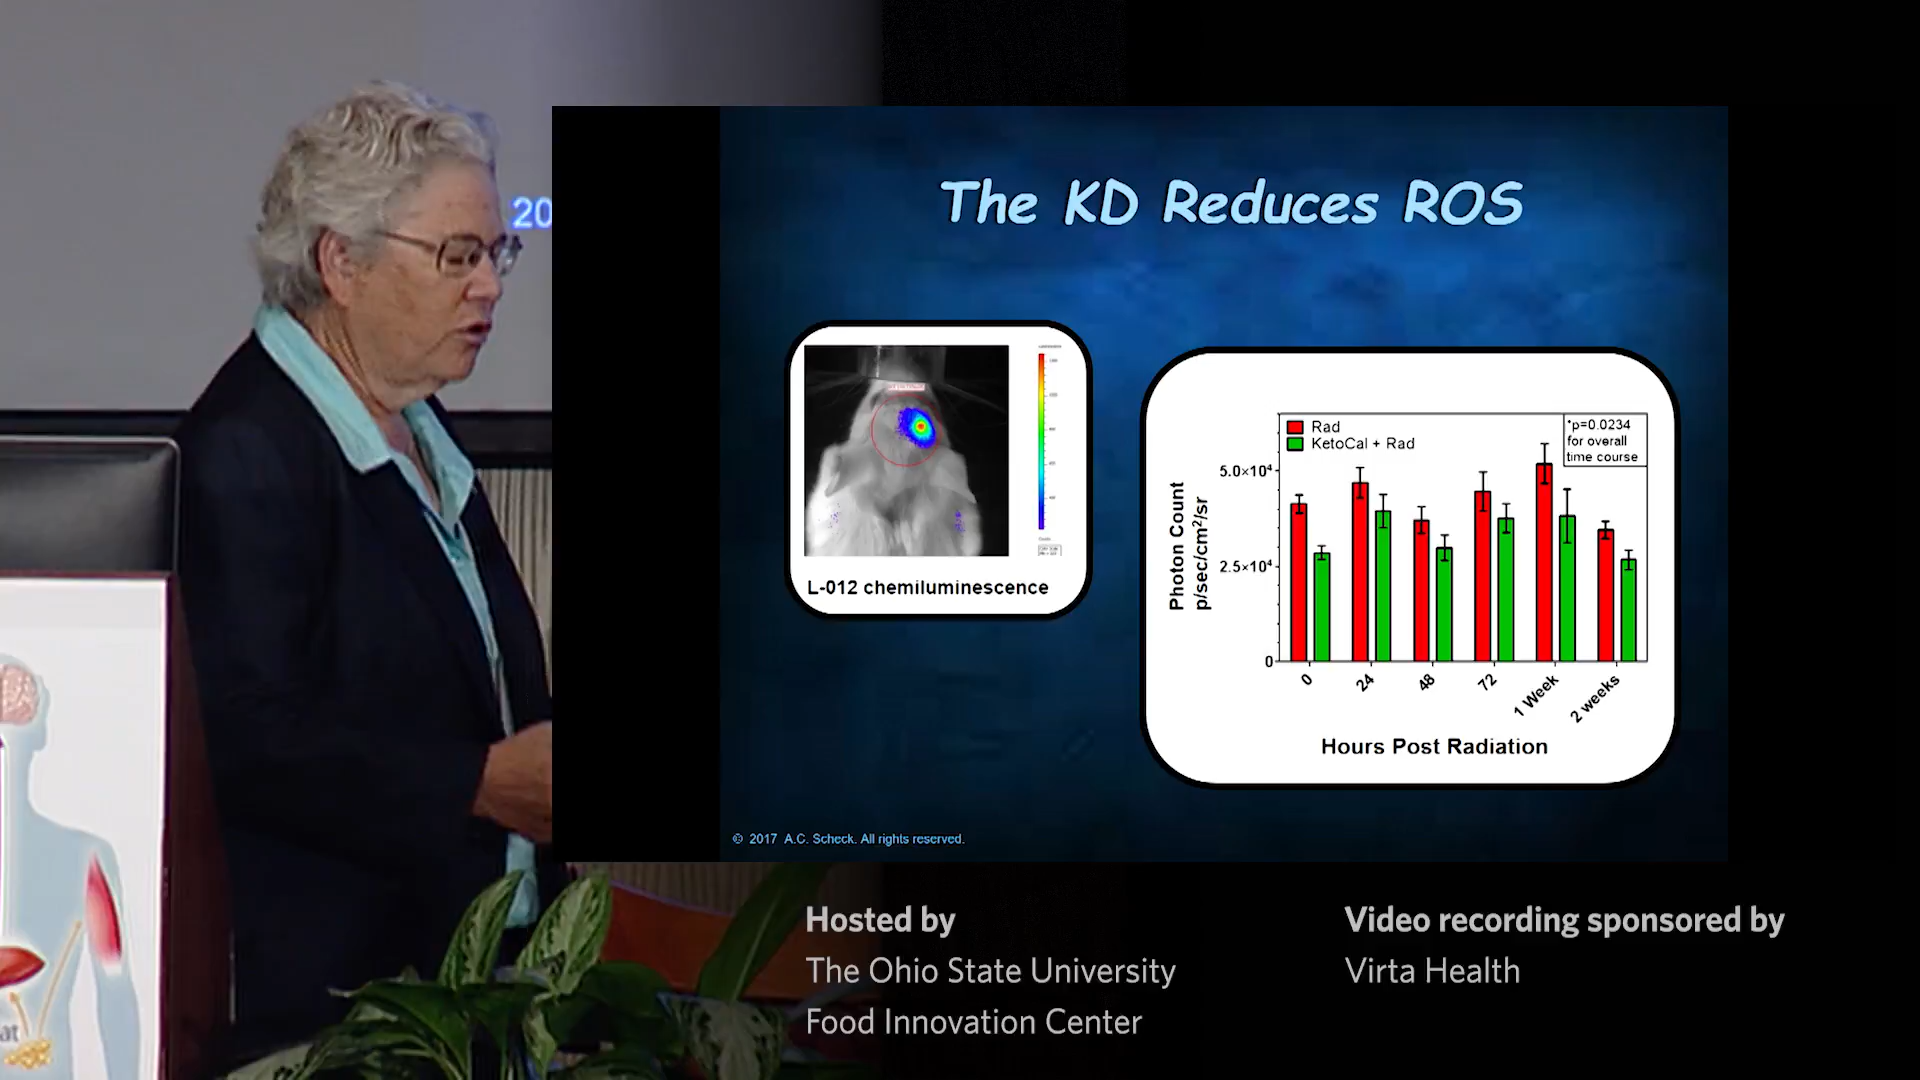 20
The KD Reduces ROS
L-012 chemiluminescence
Rad
KetoCal + Rad
*p=0.0234
for overall
time course
Photon Count
p/sec/cm²/sr
5.0×10⁴
2.5×10⁴
0
0
24
48
72
1 Week
2 weeks
Hours Post Radiation
© 2017 A.C. Scheck. All rights reserved.
at
Hosted by
The Ohio State University
Food Innovation Center
Video recording sponsored by
Virta Health